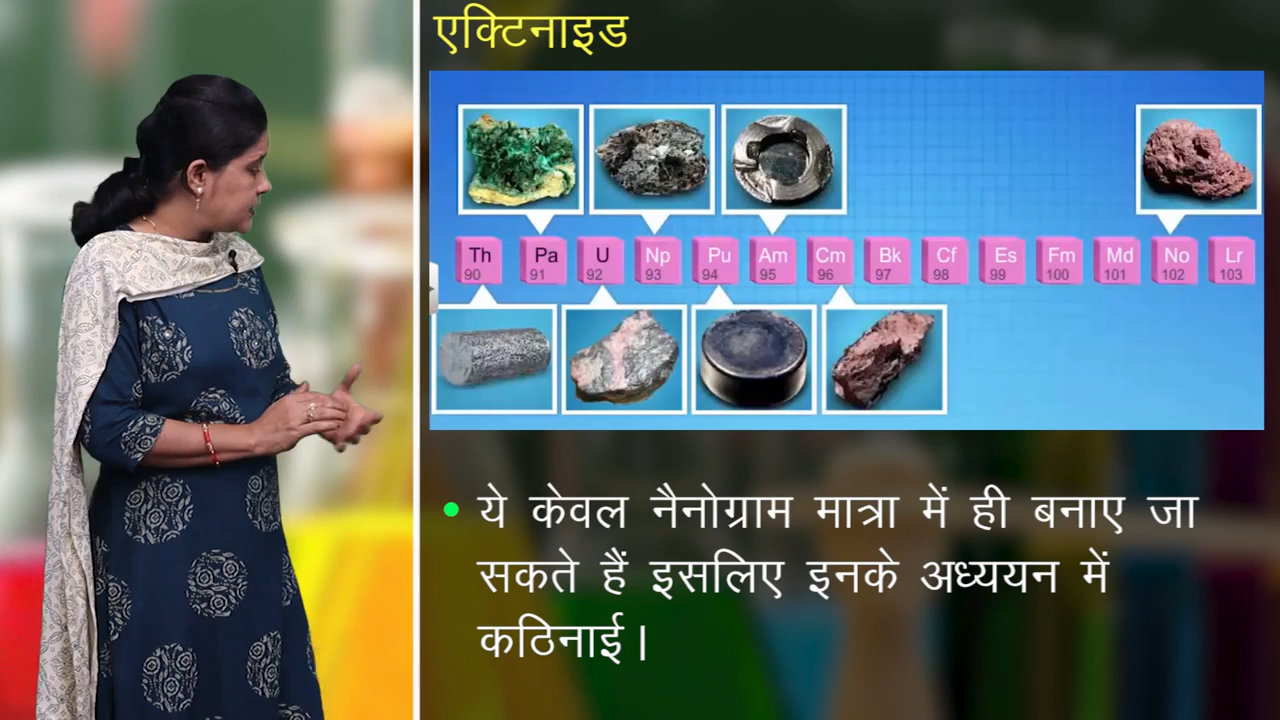 एक्टिनाइड
Th Pa U Np Pu Am Cm Bk Cf Es Fm Md No Lr
90 91 92 93 94 95 96 97 98 99 100 101 102 103
• ये केवल नैनोग्राम मात्रा में ही बनाए जा
सकते हैं इसलिए इनके अध्ययन में
कठिनाई।